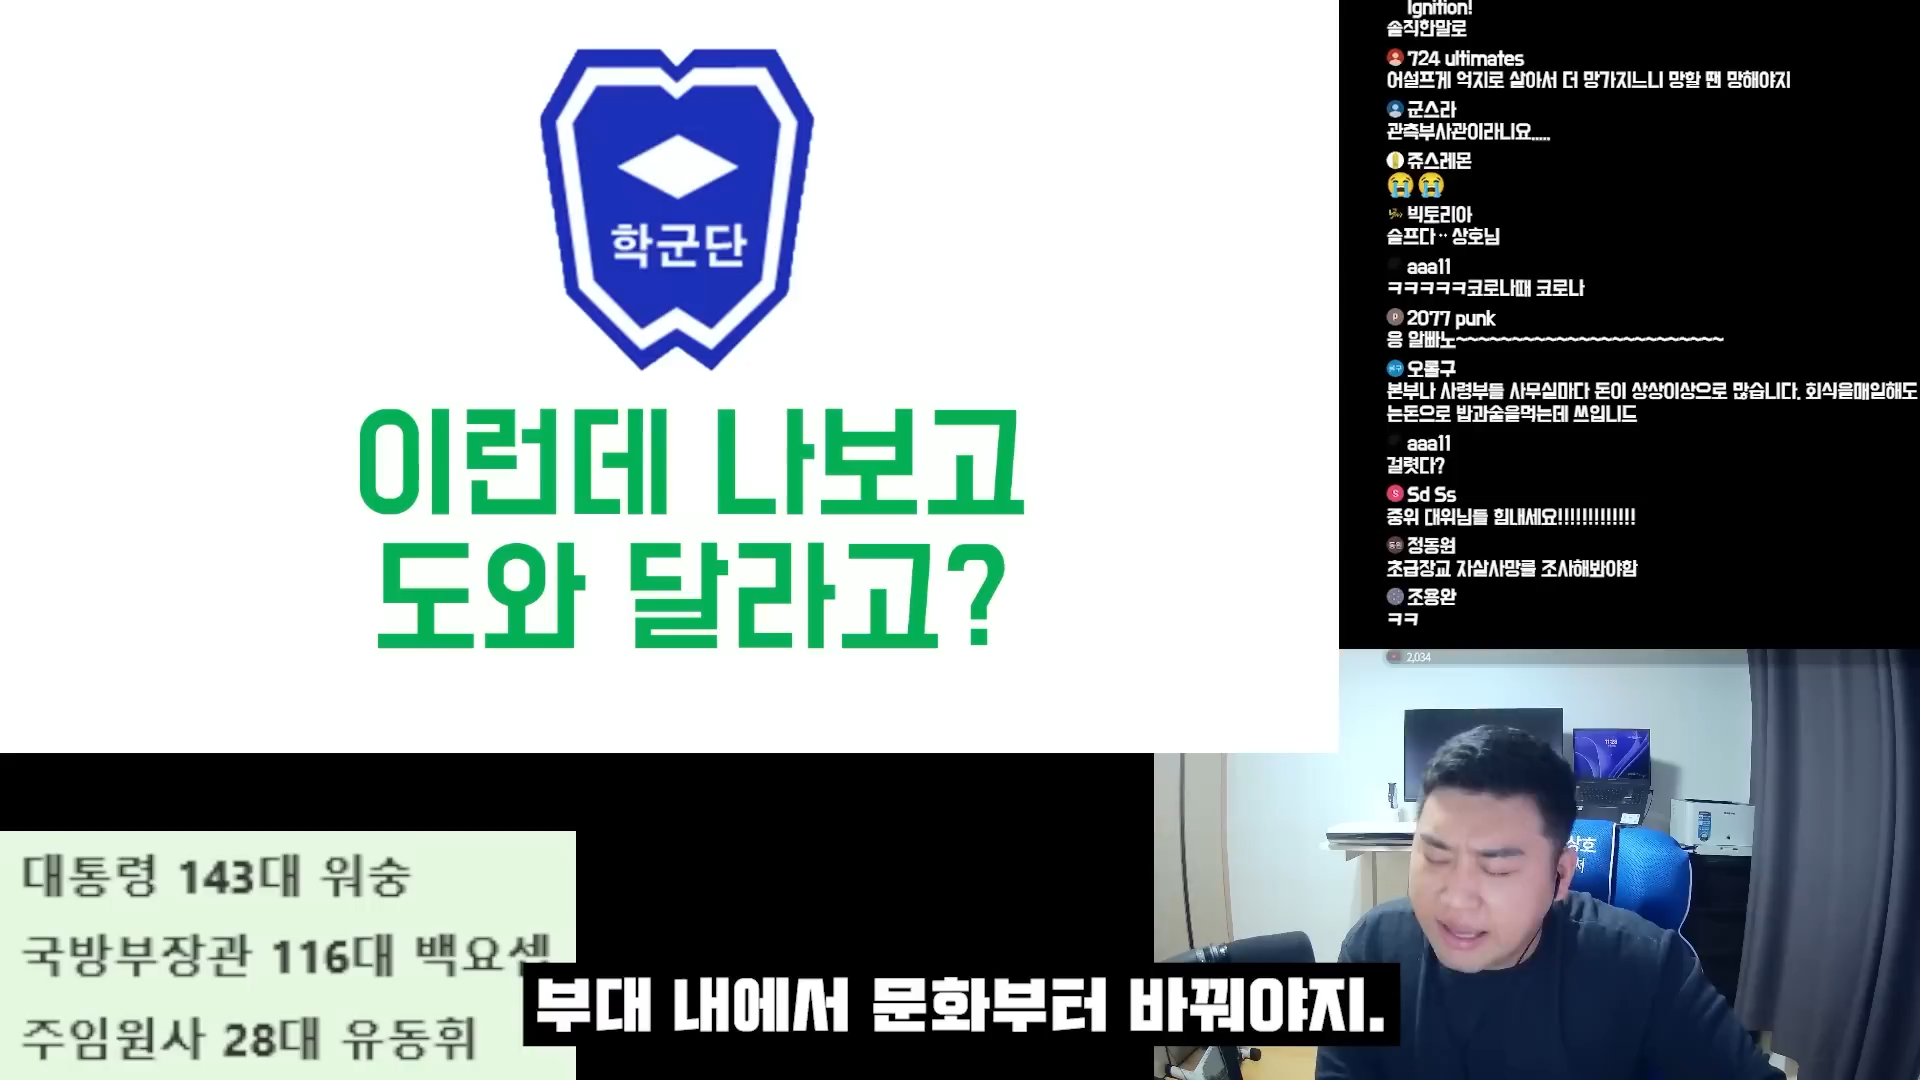 학군단
이런데 나보고
도와 달라고?
Ignition!
솔직한말로
724 ultimates
어설프게 억지로 살아서 더 망가지느니 망할 땐 망해야지
군스라
관측부사관이라니요.....
쥬스레몬
빅토리아
슬프다·· 상호님
aaa11
ㅋㅋㅋㅋㅋ코로나때 코로나
2077 punk
응 알빠노~~~~~~~~~~~~~~~~~~~~~~~~
오롤구
본부나 사령부들 사무실마다 돈이 상상이상으로 많습니다. 회식을매일해도
는돈으로 밥과술을먹는데 쓰입니드
aaa11
걸렷다?
Sd Ss
중위 대위님들 힘내세요!!!!!!!!!!!!!
정동원
초급장교 자살사망률 조사해봐야함
조용완
ㅋㅋ
2,034
11:28
상호
대통령 143대 워숭
국방부장관 116대 백요셉
주임원사 28대 유동휘
부대 내에서 문화부터 바꿔야지.